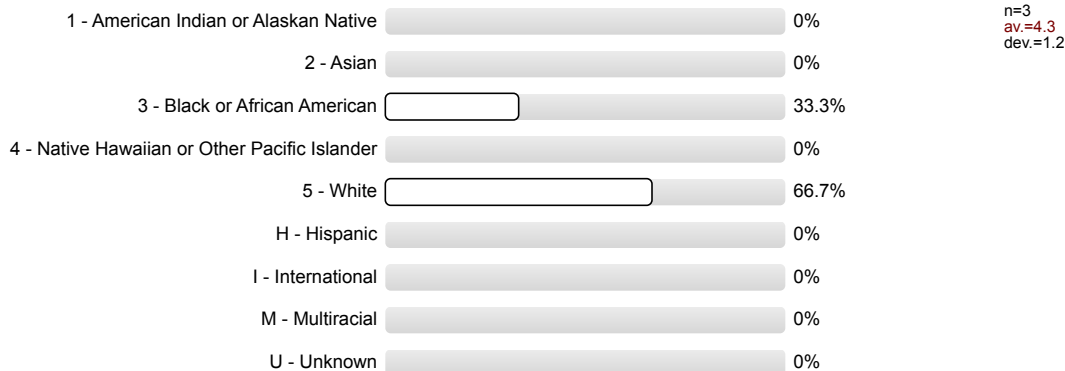 1 - American Indian or Alaskan Native 0%
2 - Asian 0%
3 - Black or African American 33.3%
4 - Native Hawaiian or Other Pacific Islander 0%
5 - White 66.7%
H - Hispanic 0%
I - International 0%
M - Multiracial 0%
U - Unknown 0%
n=3
av.=4.3
dev.=1.2